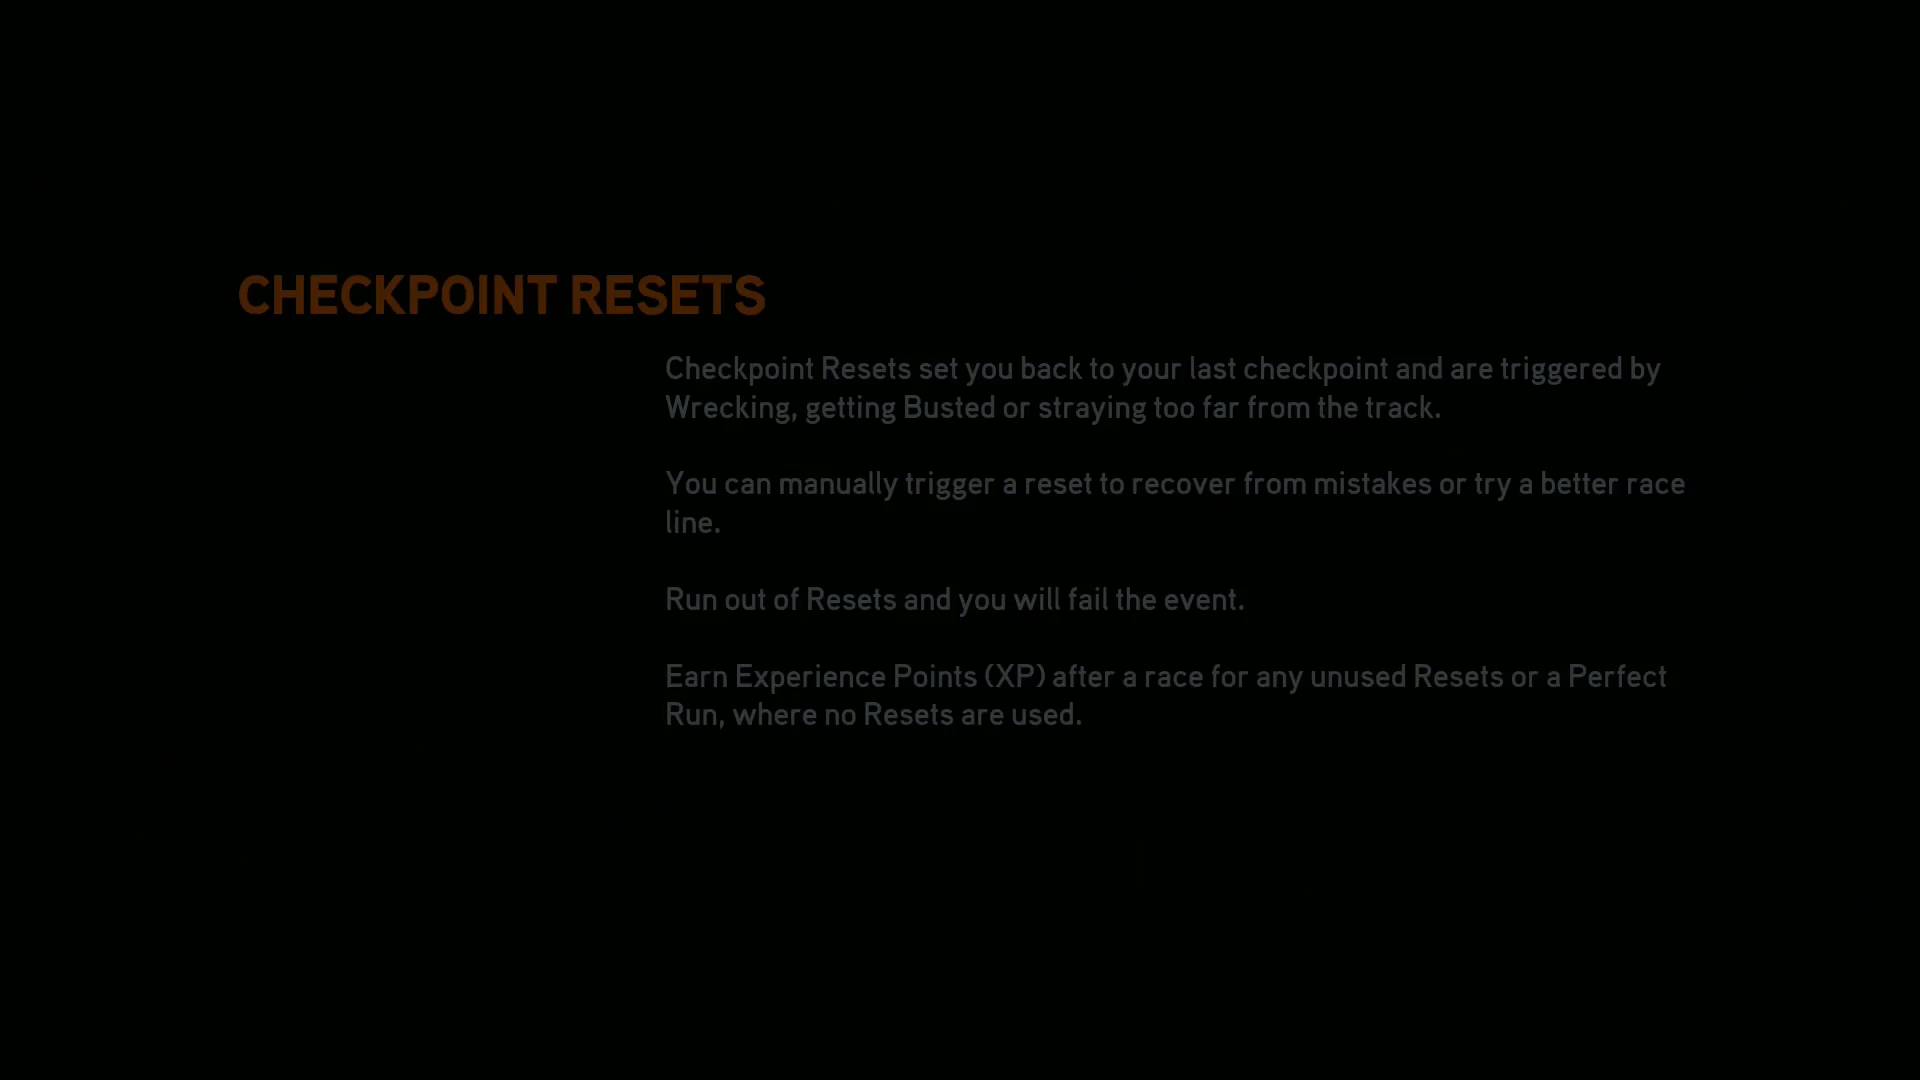 CHECKPOINT RESETS
Checkpoint Resets set you back to your last checkpoint and are triggered by
Wrecking, getting Busted or straying too far from the track.
You can manually trigger a reset to recover from mistakes or try a better race
line.
Run out of Resets and you will fail the event.
Earn Experience Points (XP) after a race for any unused Resets or a Perfect
Run, where no Resets are used.